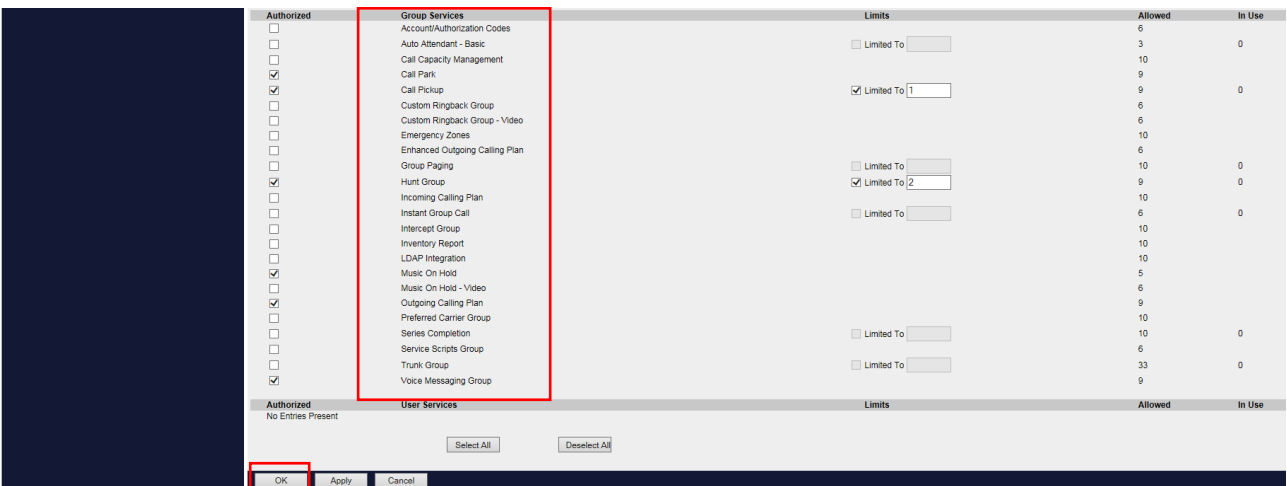 Authorized Group Services Limits Allowed In Use
Account/Authorization Codes 6
Auto Attendant - Basic Limited To 3 0
Call Capacity Management 10
Call Park 9
Call Pickup Limited To 1 9 0
Custom Ringback Group 6
Custom Ringback Group - Video 6
Emergency Zones 10
Enhanced Outgoing Calling Plan 6
Group Paging Limited To 10 0
Hunt Group Limited To 2 9 0
Incoming Calling Plan 10
Instant Group Call Limited To 6 0
Intercept Group 10
Inventory Report 10
LDAP Integration 10
Music On Hold 5
Music On Hold - Video 6
Outgoing Calling Plan 9
Preferred Carrier Group 10
Series Completion Limited To 10 0
Service Scripts Group 6
Trunk Group Limited To 33 0
Voice Messaging Group 9
Authorized User Services Limits Allowed In Use
No Entries Present
Select All Deselect All
OK Apply Cancel